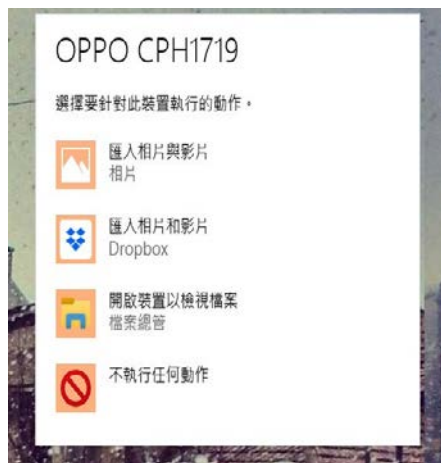 OPPO CPH1719
選擇要針對此裝置執行的動作。
匯入相片與影片
相片
匯入相片和影片
Dropbox
開啟裝置以檢視檔案
檔案總管
不執行任何動作